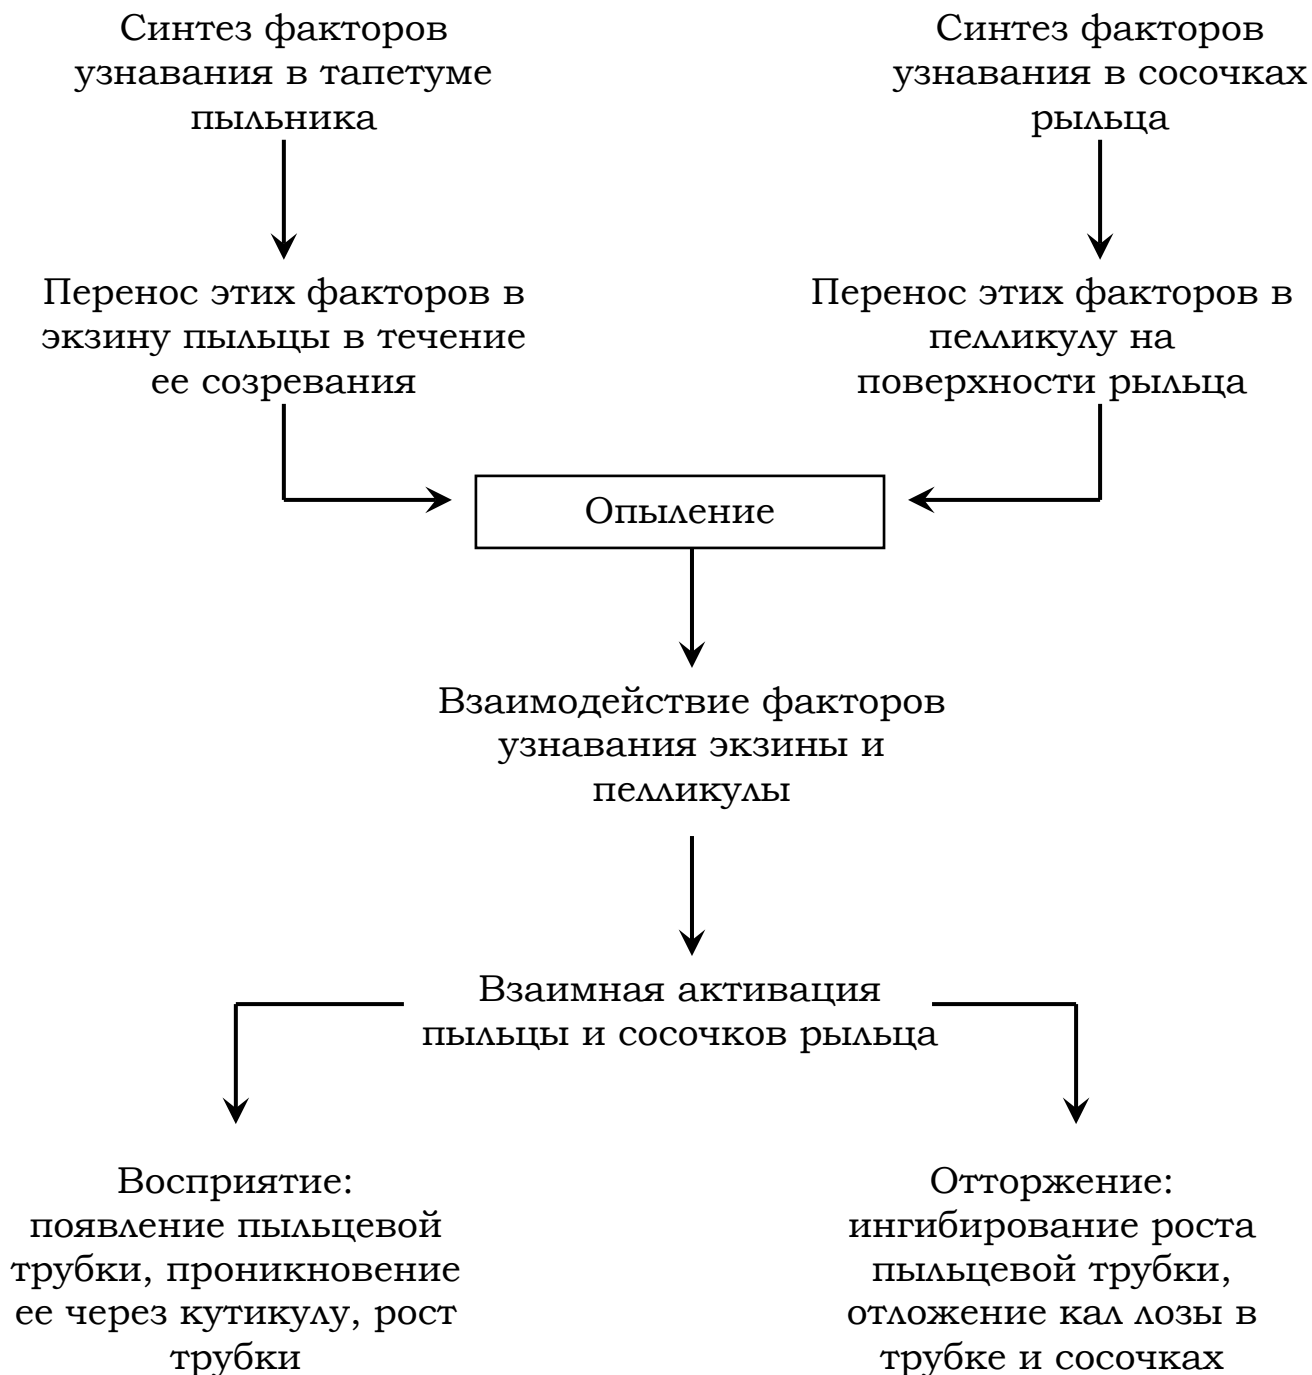 Синтез факторов
узнавания в тапетуме
пыльника
Синтез факторов
узнавания в сосочках
рыльца
Перенос этих факторов в
экзину пыльцы в течение
ее созревания
Перенос этих факторов в
пелликулу на
поверхности рыльца
Опыление
Взаимодействие факторов
узнавания экзины и
пелликулы
Взаимная активация
пыльцы и сосочков рыльца
Восприятие:
появление пыльцевой
трубки, проникновение
ее через кутикулу, рост
трубки
Отторжение:
ингибирование роста
пыльцевой трубки,
отложение кал лозы в
трубке и сосочках